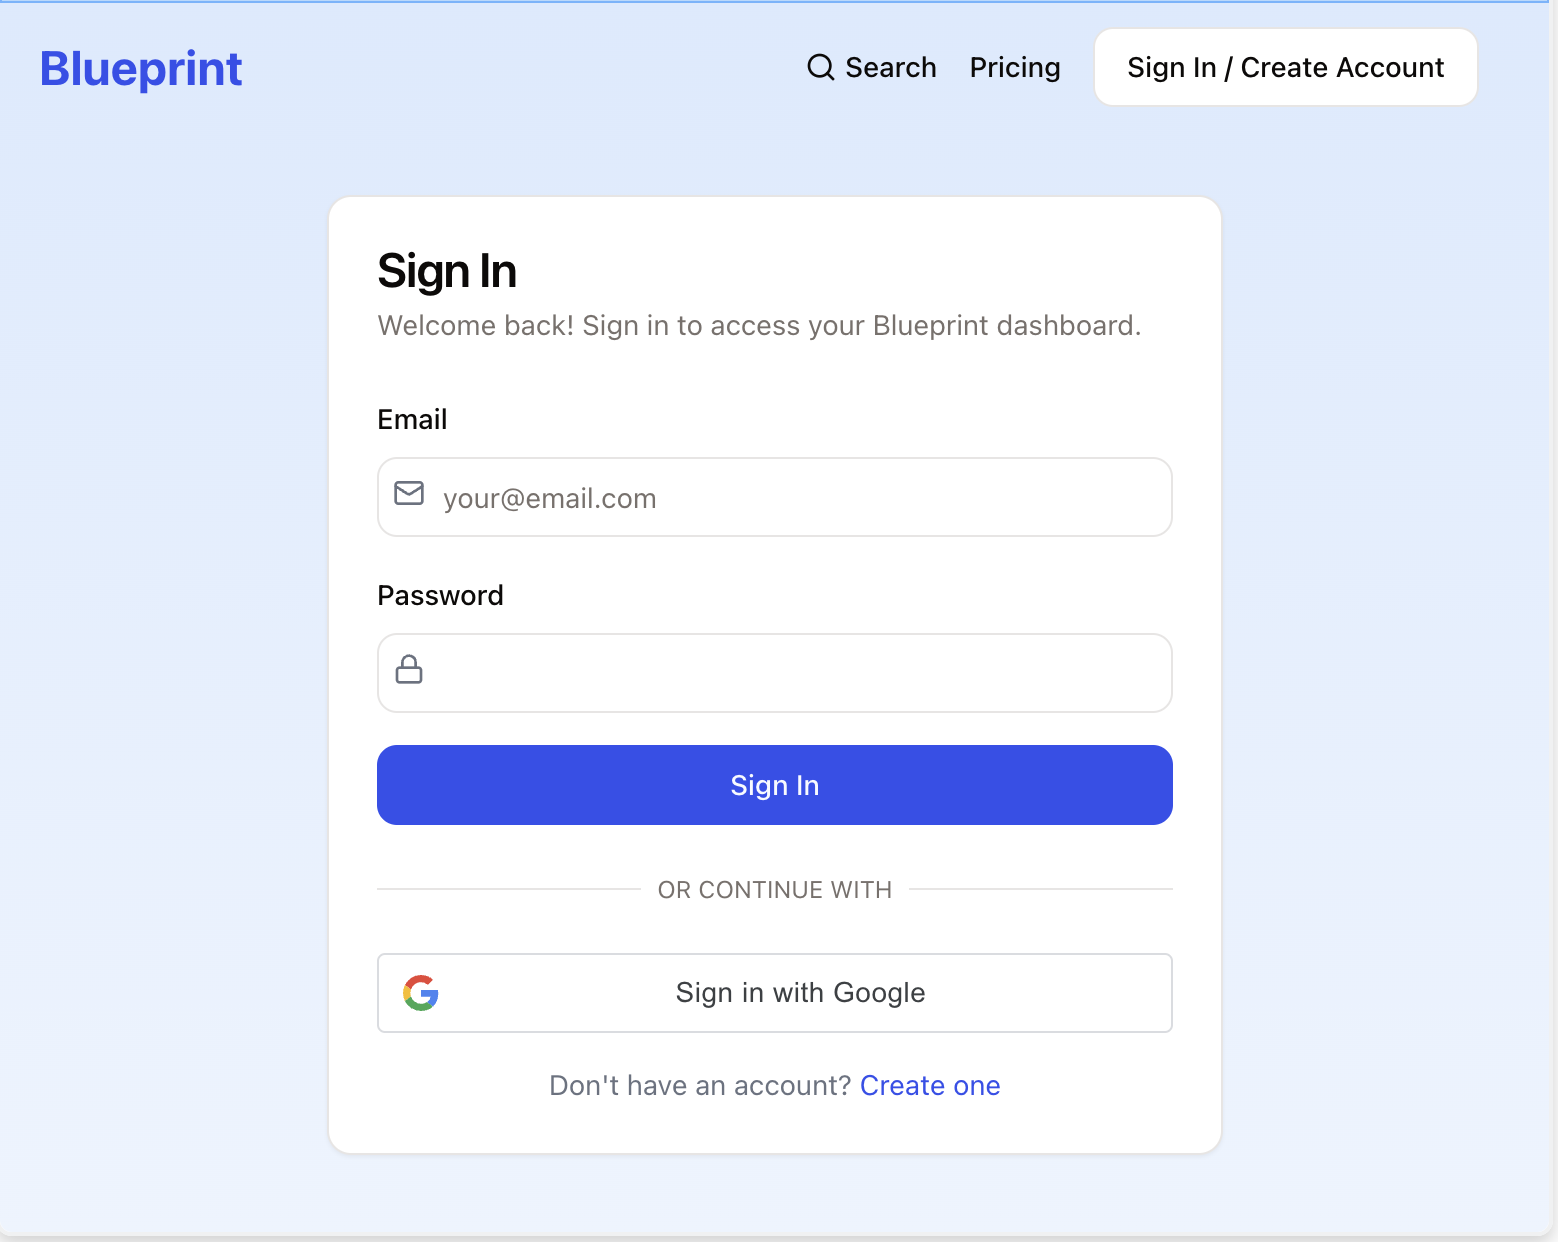 Blueprint
Search
Pricing
Sign In / Create Account
Sign In
Welcome back! Sign in to access your Blueprint dashboard.
Email
your@email.com
Password
Sign In
OR CONTINUE WITH
Sign in with Google
Don't have an account? Create one